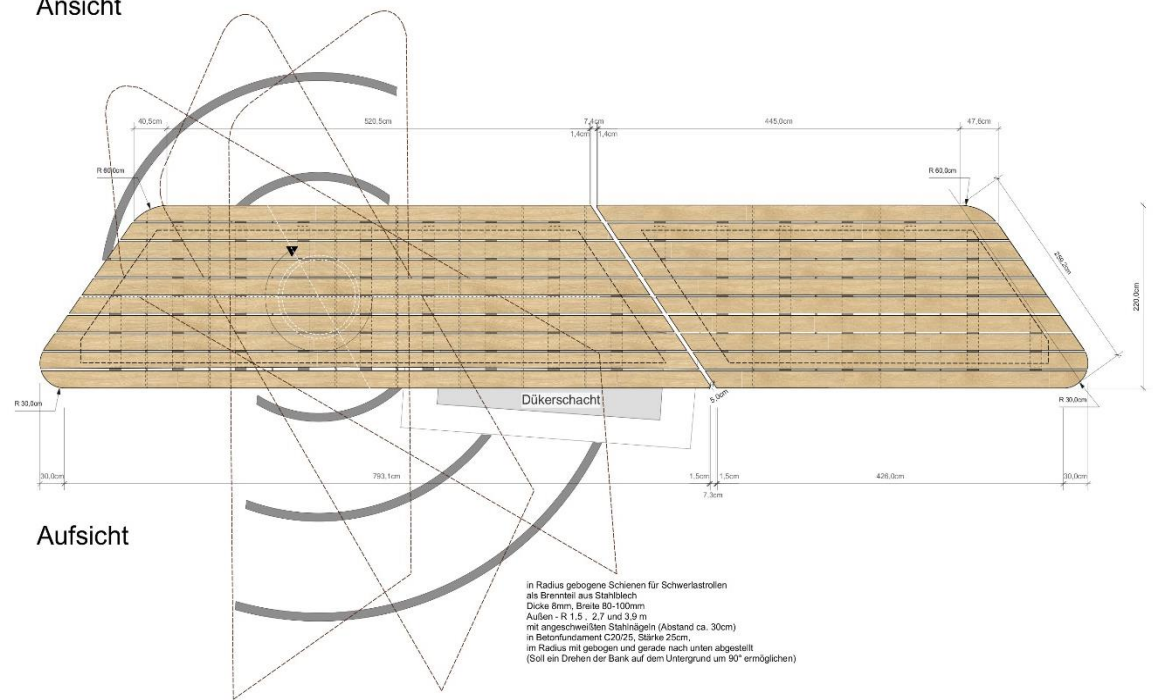 Ansicht
40,5cm
520,5cm
7,4cm
1,4cm
1,4cm
445,0cm
47,6cm
R 60,0cm
R 60,0cm
220,0cm
Dükerschacht
5,0cm
R 30,0cm
R 30,0cm
30,0cm
793,1cm
1,5cm
1,5cm
7,3cm
426,0cm
30,0cm
Aufsicht
in Radius gebogene Schienen für Schwerlastrollen
als Brennteil aus Stahlblech
Dicke 8mm, Breite 80-100mm
Außen - R 1,5 , 2,7 und 3,9 m
mit angeschweißten Stahlnägeln (Abstand ca. 30cm)
in Betonfundament C20/25, Stärke 25cm,
im Radius mit gebogen und gerade nach unten abgestellt
(Soll ein Drehen der Bank auf dem Untergrund um 90° ermöglichen)